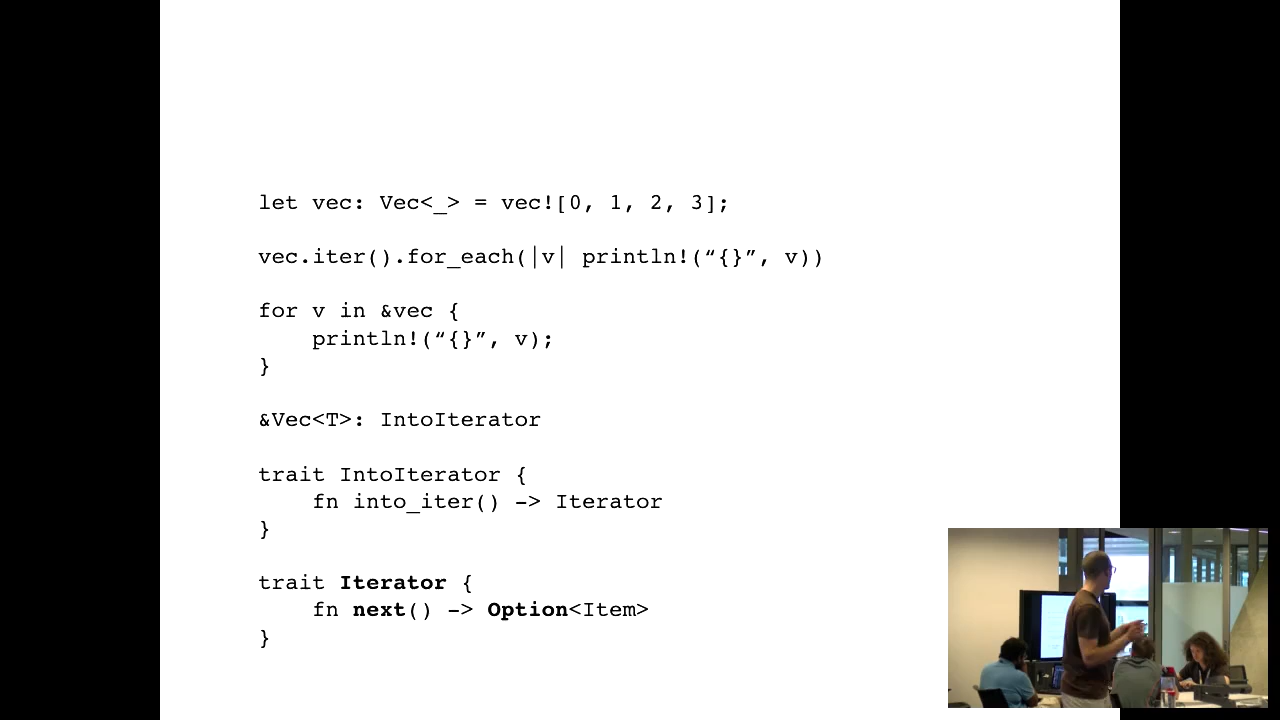 let vec: Vec<_> = vec![0, 1, 2, 3];
vec.iter().for_each(|v| println!(“{}”, v))
for v in &vec {
println!(“{}”, v);
}
&Vec<T>: IntoIterator
trait IntoIterator {
fn into_iter() -> Iterator
}
trait Iterator {
fn next() -> Option<Item>
}